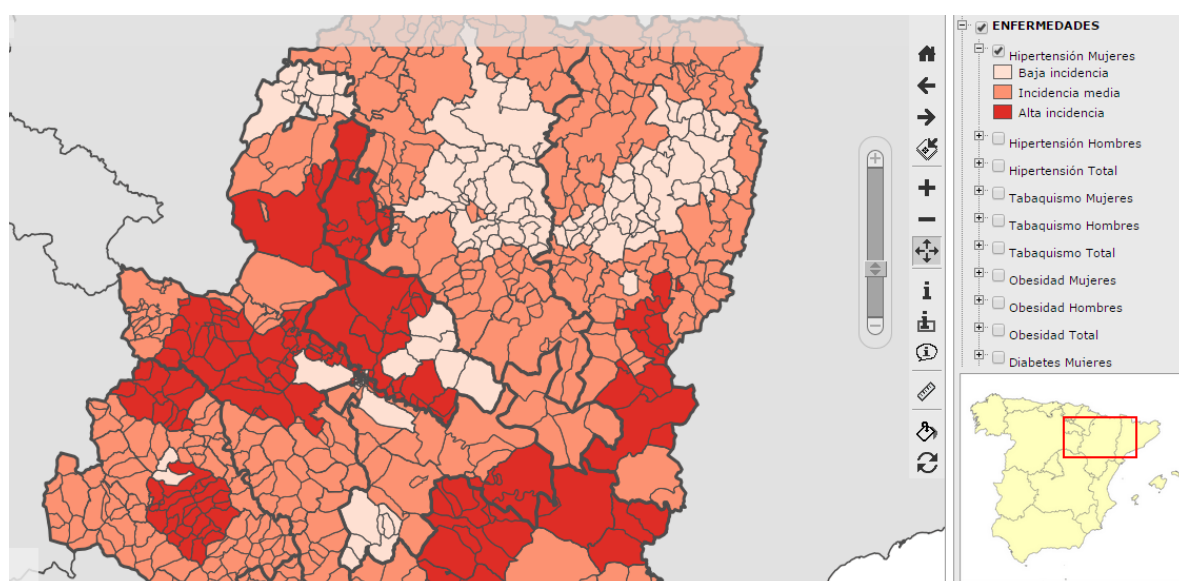 ENFERMEDADES
Hipertensión Mujeres
Baja incidencia
Incidencia media
Alta incidencia
Hipertensión Hombres
Hipertensión Total
Tabaquismo Mujeres
Tabaquismo Hombres
Tabaquismo Total
Obesidad Mujeres
Obesidad Hombres
Obesidad Total
Diabetes Mujeres